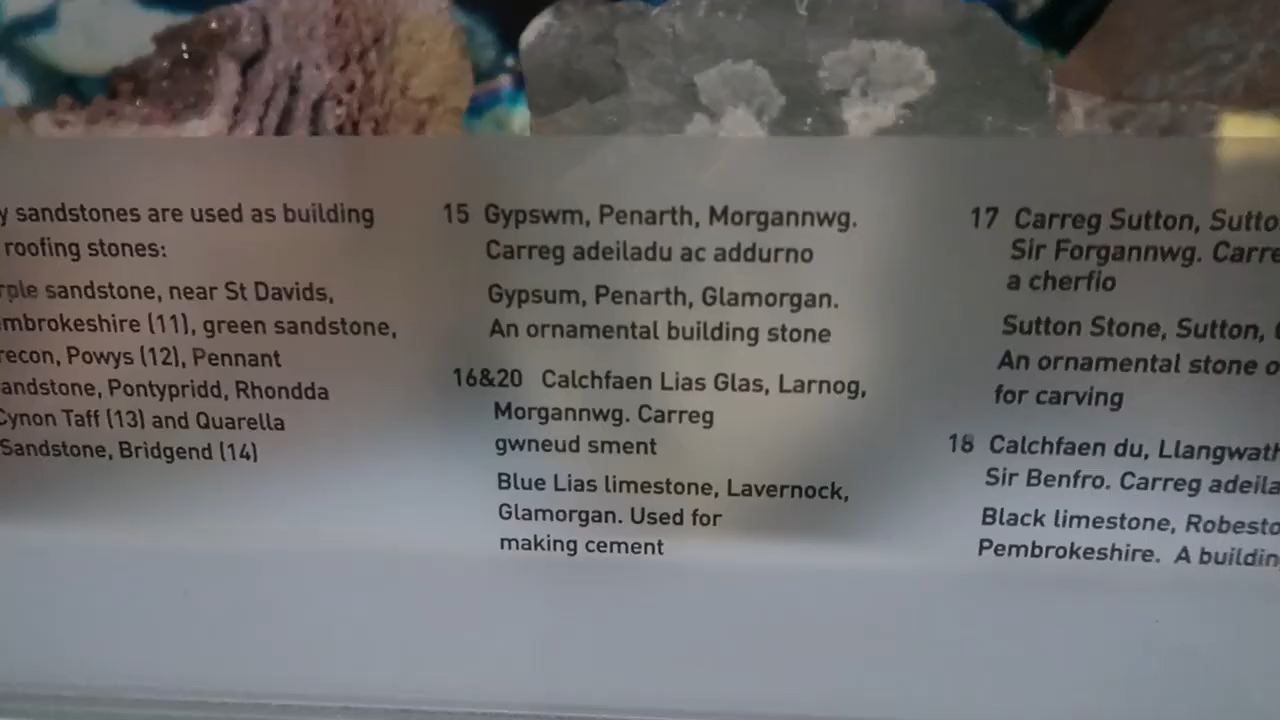 sandstones are used as building
roofing stones:
sandstone, near St Davids,
(11), green sandstone,
Powys (12), Pennant
Pontypridd, Rhondda
Cynon Taff (13) and Quarella
Sandstone, Bridgend (14)
15 Gypswm, Penarth, Morgannwg.
Carreg adeiladu ac addurno
Gypsum, Penarth, Glamorgan.
An ornamental building stone
16&20 Calchfaen Lias Glas, Larnog,
Morgannwg. Carreg
gwneud sment
Blue Lias limestone, Lavernock,
Glamorgan. Used for
making cement
17 Carreg Sutton,
Sir Forgannwg.
a cherfio
Sutton Stone, Sutton,
An ornamental stone
for carving
18 Calchfaen du,
Sir Benfro. Carreg
Black limestone,
Pembrokeshire. A